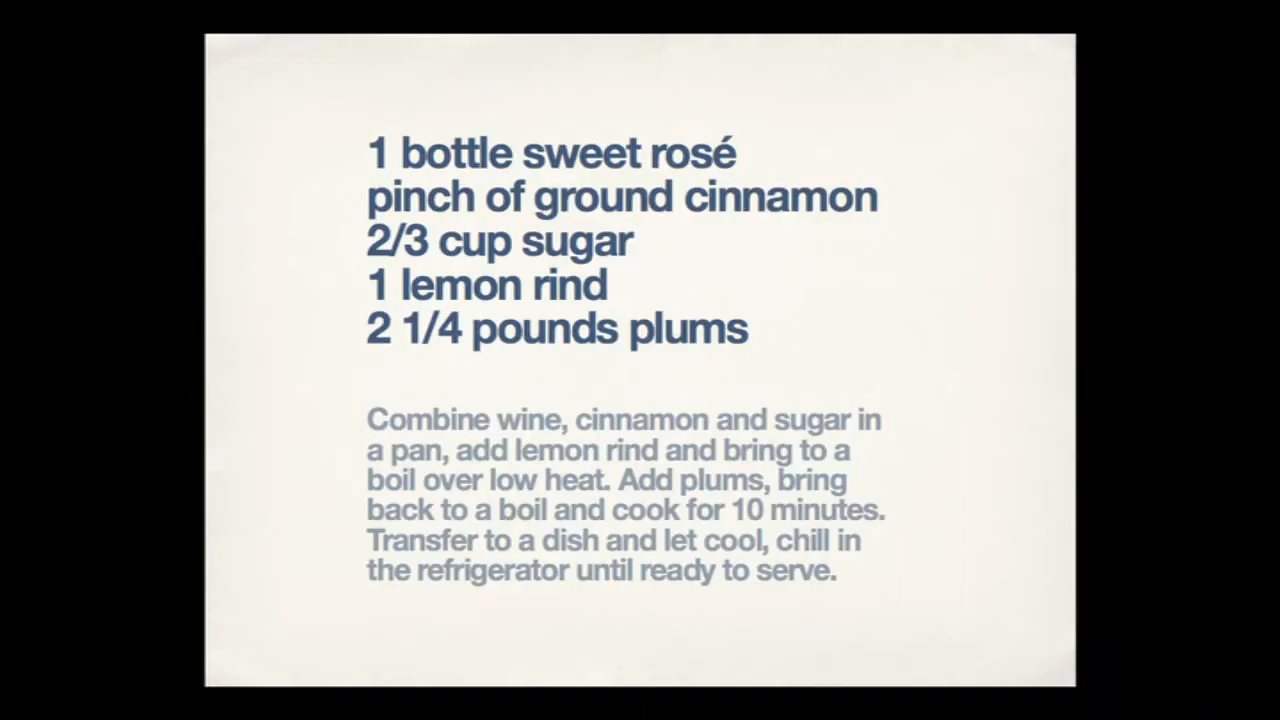 1 bottle sweet rosé
pinch of ground cinnamon
2/3 cup sugar
1 lemon rind
2 1/4 pounds plums
Combine wine, cinnamon and sugar in
a pan, add lemon rind and bring to a
boil over low heat. Add plums, bring
back to a boil and cook for 10 minutes.
Transfer to a dish and let cool, chill in
the refrigerator until ready to serve.